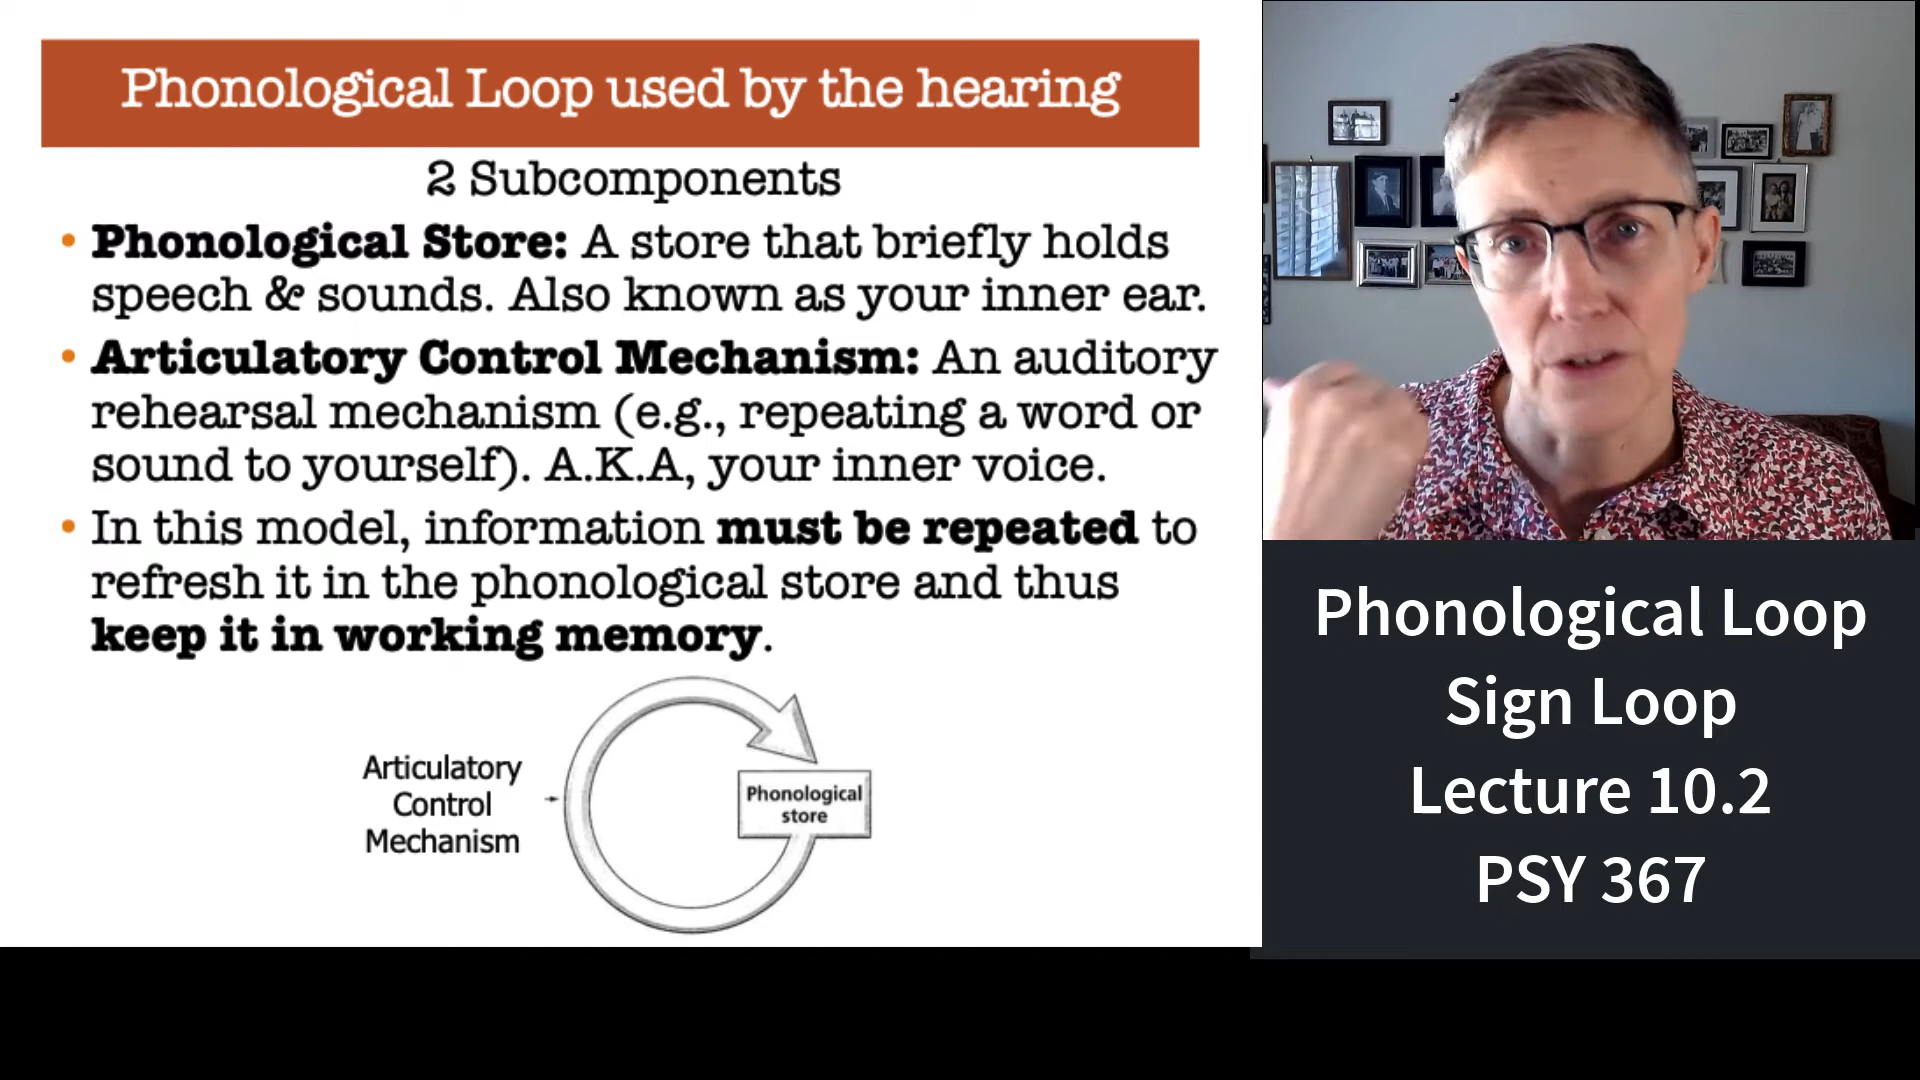 Phonological Loop used by the hearing
2 Subcomponents
• Phonological Store: A store that briefly holds
speech & sounds. Also known as your inner ear.
• Articulatory Control Mechanism: An auditory
rehearsal mechanism (e.g., repeating a word or
sound to yourself). A.K.A, your inner voice.
• In this model, information must be repeated to
refresh it in the phonological store and thus
keep it in working memory.
Articulatory
Control
Mechanism
Phonological
store
Phonological Loop
Sign Loop
Lecture 10.2
PSY 367